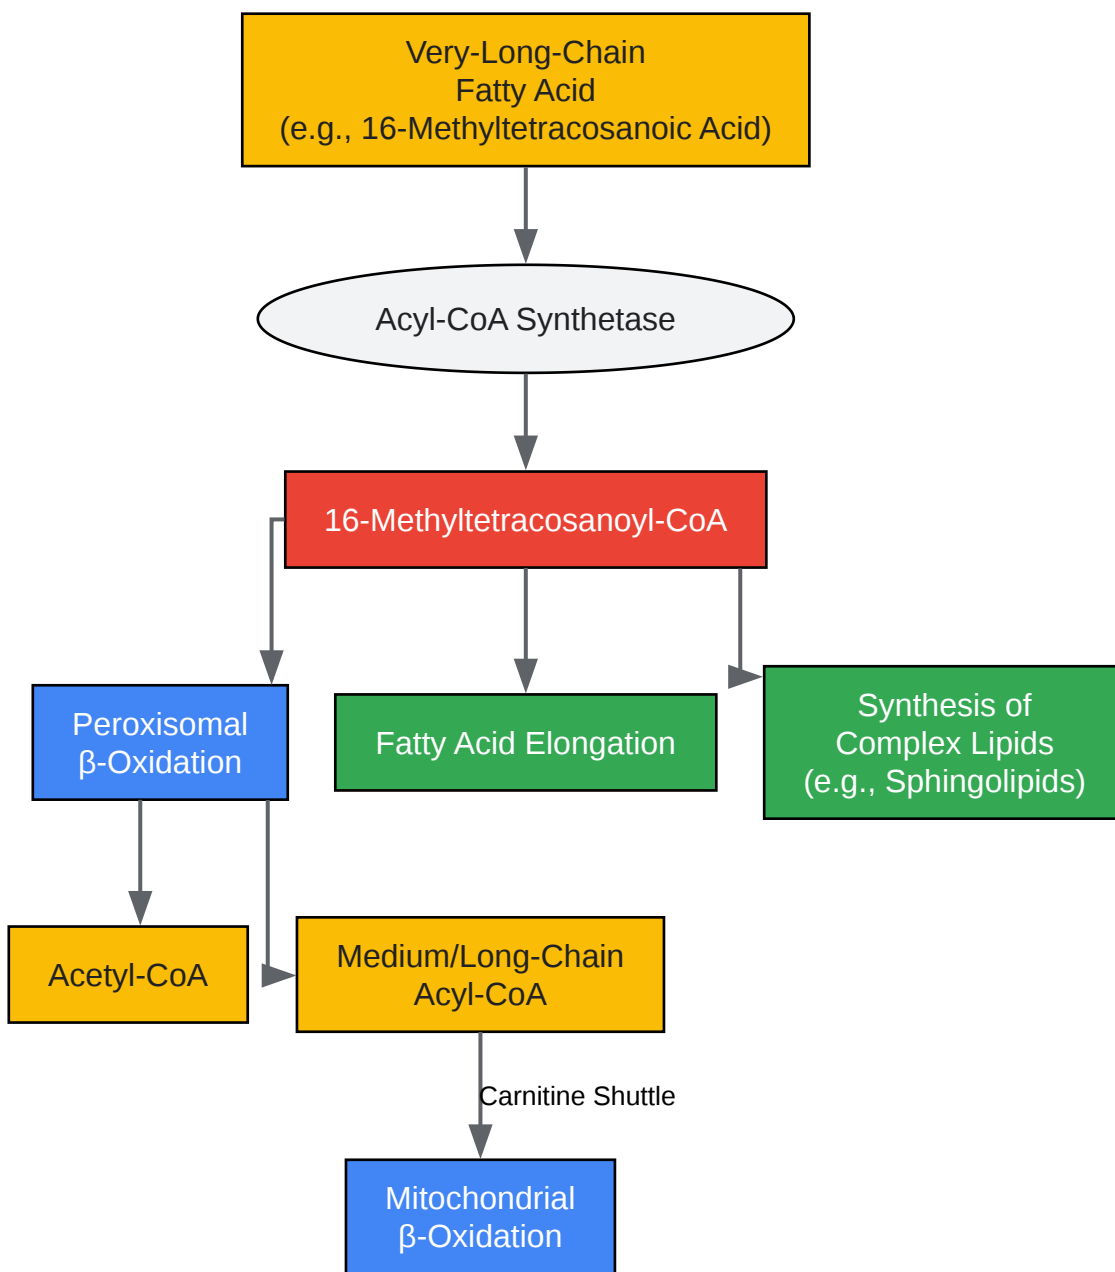 Very-Long-Chain
Fatty Acid
(e.g., 16-Methyltetracosanoic Acid)
Acyl-CoA Synthetase
16-Methyltetracosanoyl-CoA
Peroxisomal
β-Oxidation
Fatty Acid Elongation
Synthesis of
Complex Lipids
(e.g., Sphingolipids)
Acetyl-CoA
Medium/Long-Chain
Acyl-CoA
Carnitine Shuttle
Mitochondrial
β-Oxidation